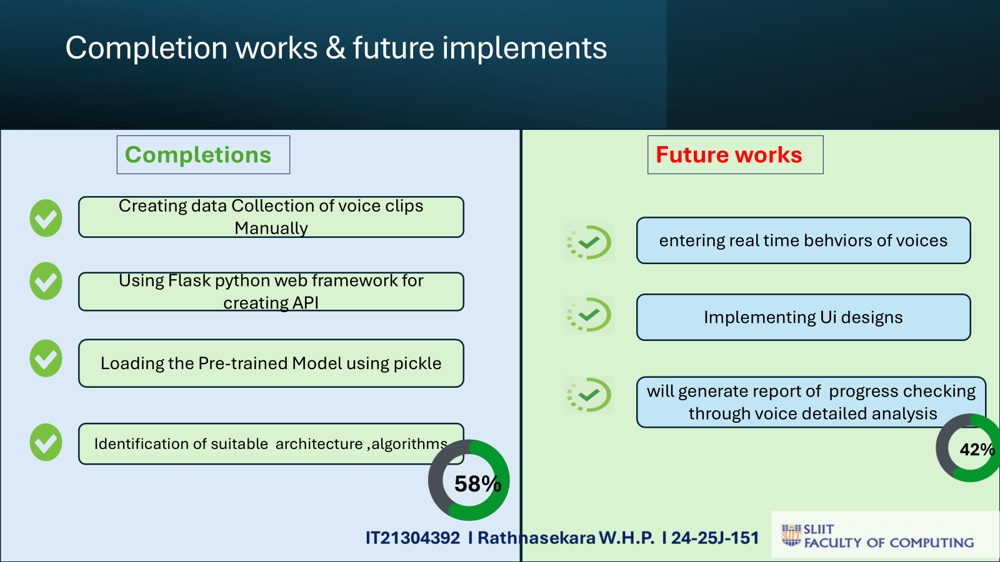 Completion works & future implements
Completions
Creating data Collection of voice clips
Manually
Using Flask python web framework for
creating API
Loading the Pre-trained Model using pickle
Identification of suitable  architecture ,algorithms
58%
Future works
entering real time behviors of voices
Implementing Ui designs
will generate report of  progress checking
through voice detailed analysis
42%
IT21304392 I Rathnasekara W.H.P. I 24-25J-151
SLIIT
SLIIT
FACULTY OF COMPUTING